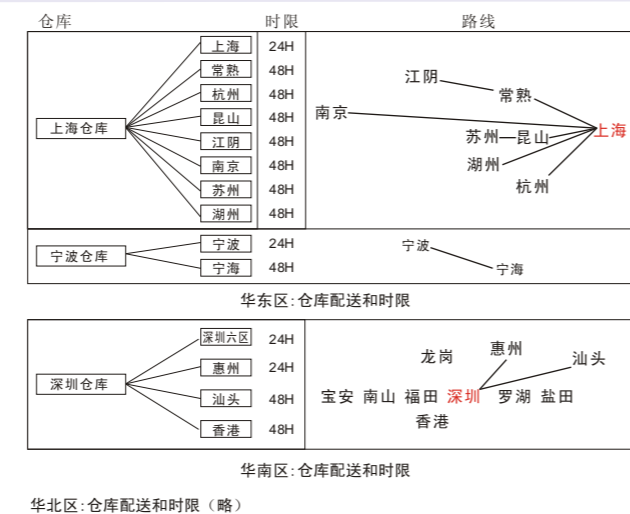 仓库 时限 路线
上海仓库
上海 24H
常熟 48H
杭州 48H
昆山 48H
江阴 48H
南京 48H
苏州 48H
湖州 48H
江阴
常熟
南京
上海
苏州 昆山
湖州
杭州
宁波仓库
宁波 24H
宁海 48H
宁波
宁海
华东区:仓库配送和时限
深圳仓库
深圳六区 24H
惠州 24H
汕头 48H
香港 48H
龙岗 惠州 汕头
宝安 南山 福田 深圳 罗湖 盐田
香港
华南区:仓库配送和时限
华北区:仓库配送和时限（略）